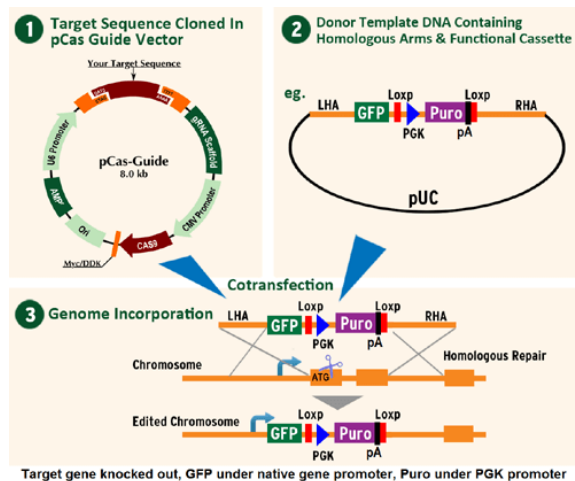 1 Target Sequence Cloned In
pCas Guide Vector
Your Target Sequence
U6 Promoter
gRNA Scaffold
pCas-Guide
8.0 kb
AMP
CMV Promoter
Ori
CAS9
Myc/DDK
2 Donor Template DNA Containing
Homologous Arms & Functional Cassette
eg.
Loxp Loxp
LHA GFP Puro RHA
PGK pA
pUC
Cotransfection
3 Genome Incorporation
LHA Loxp Loxp RHA
GFP Puro
PGK pA
Chromosome Homologous Repair
ATG
Edited Chromosome Loxp Loxp
GFP Puro
PGK pA
Target gene knocked out, GFP under native gene promoter, Puro under PGK promoter